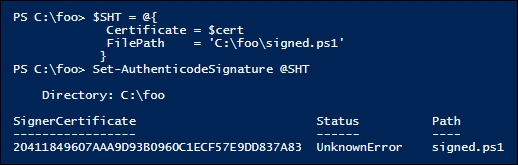 PS C:\foo> $SHT = @{
Certificate = $cert
FilePath    = 'C:\foo\signed.ps1'
}
PS C:\foo> Set-AuthenticodeSignature @SHT
Directory: C:\foo
SignerCertificate                         Status        Path
-----------------                         ------        ----
20411849607AAA9D93B0960C1ECF57E9DD837A83  UnknownError  signed.ps1